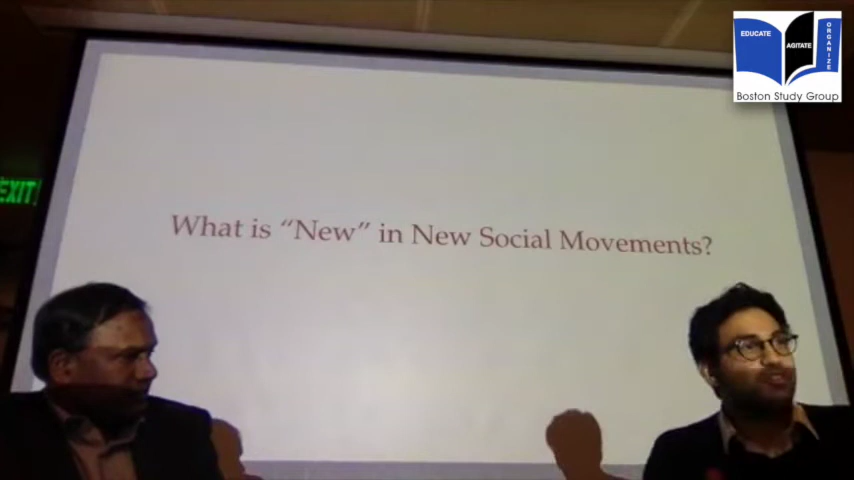 EDUCATE
AGITATE
ORGANIZE
Boston Study Group
EXIT
What is “New” in New Social Movements?